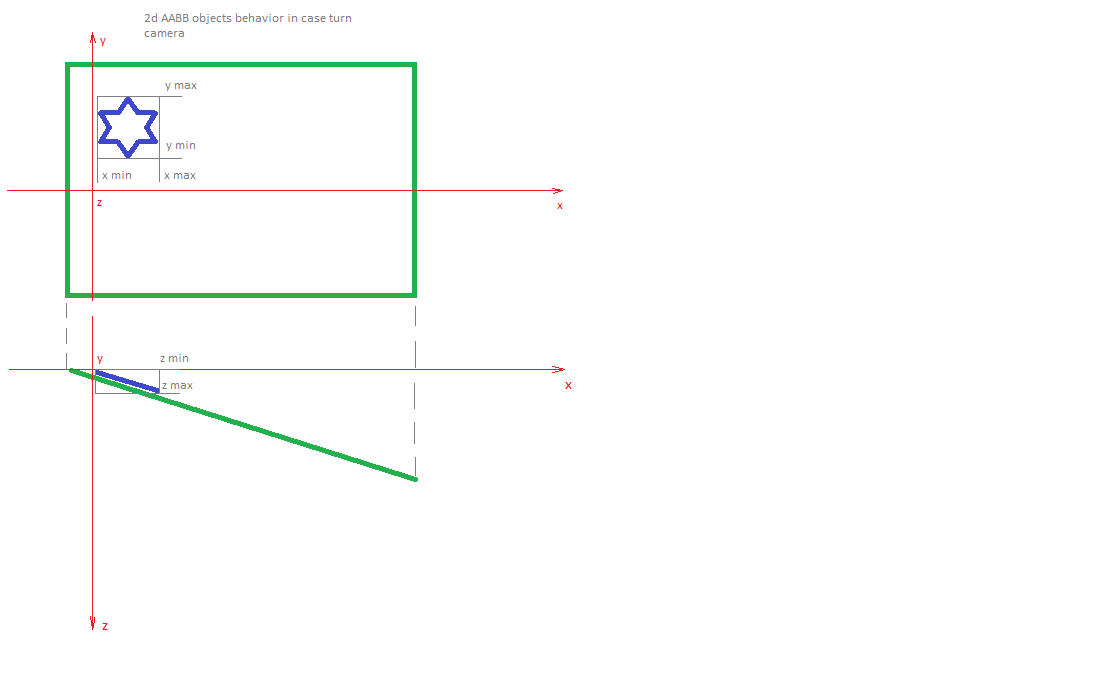 2d AABB objects behavior in case turn
camera
y
y max
y min
x min
x max
z
x
y
z min
z max
x
z